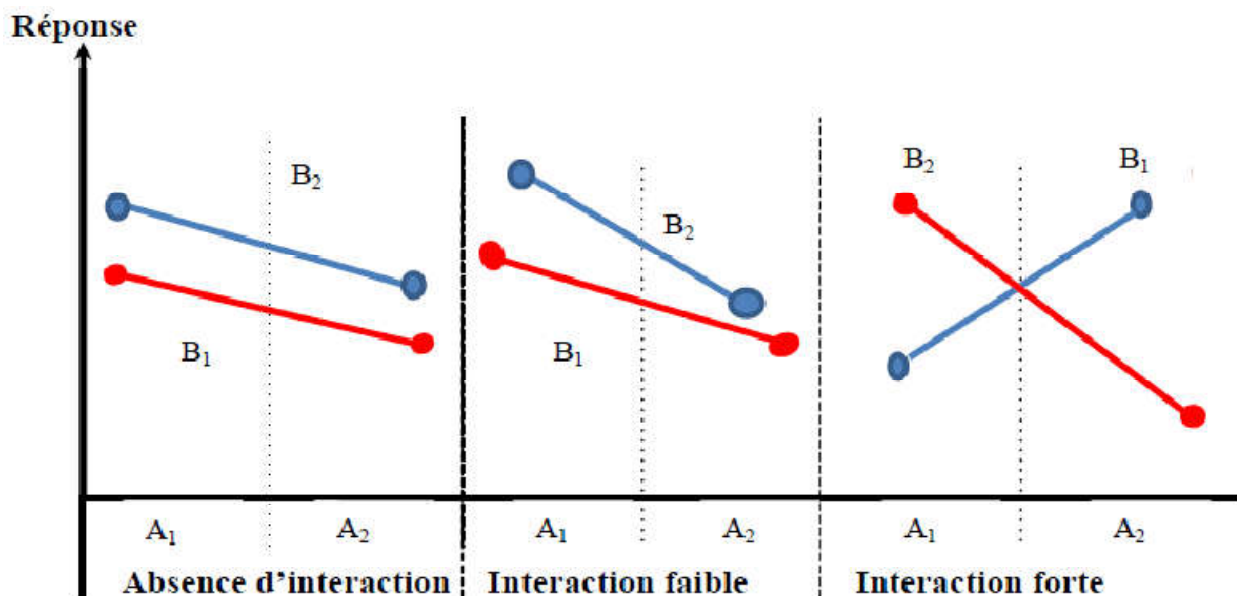 Réponse
B₂
B₁
B₂
B₁
B₂
B₁
A₁ A₂ A₁ A₂ A₁ A₂
Absence d’interaction Interaction faible Interaction forte